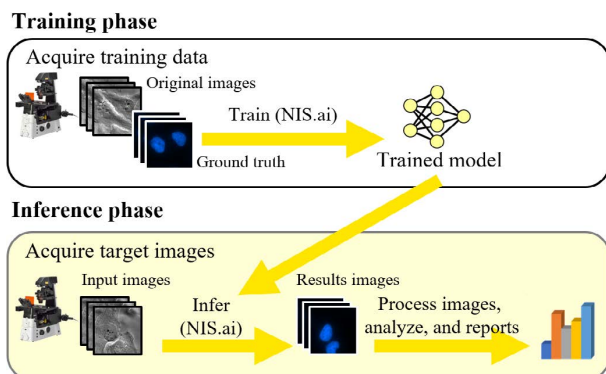 Training phase
Acquire training data
Original images
Train (NIS.ai)
Ground truth
Trained model
Inference phase
Acquire target images
Input images
Results images
Infer
(NIS.ai)
Process images,
analyze, and reports